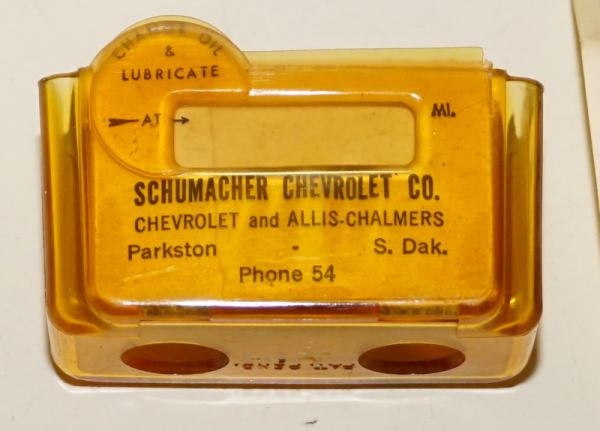 CHANGE OIL
&
LUBRICATE
AT
MI.
SCHUMACHER CHEVROLET CO.
CHEVROLET and ALLIS-CHALMERS
Parkston - S. Dak.
Phone 54
PAT. PEND.